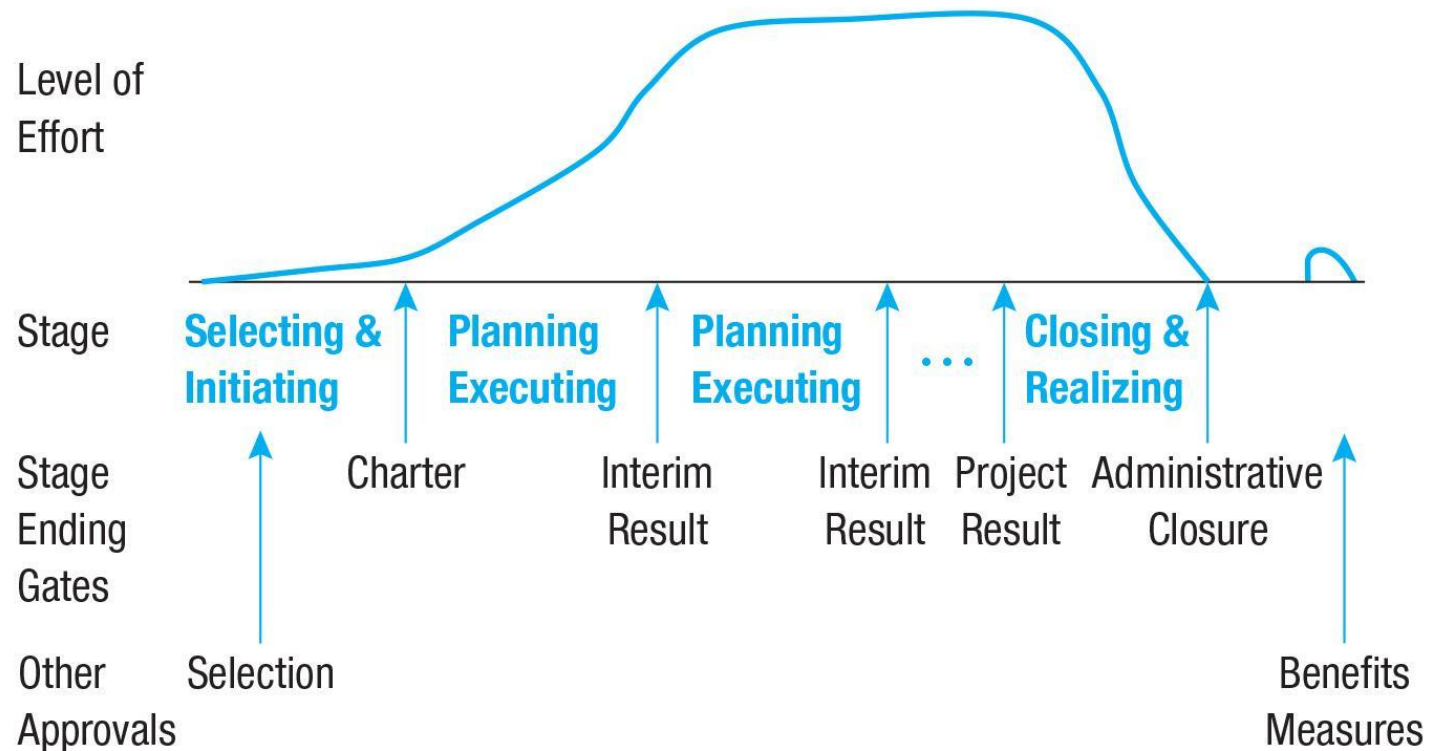 Level of
Effort
Stage
Selecting &
Initiating
Planning
Executing
Planning
Executing
...
Closing &
Realizing
Stage
Ending
Gates
Charter
Interim
Result
Interim
Result
Project
Result
Administrative
Closure
Other
Approvals
Selection
Benefits
Measures